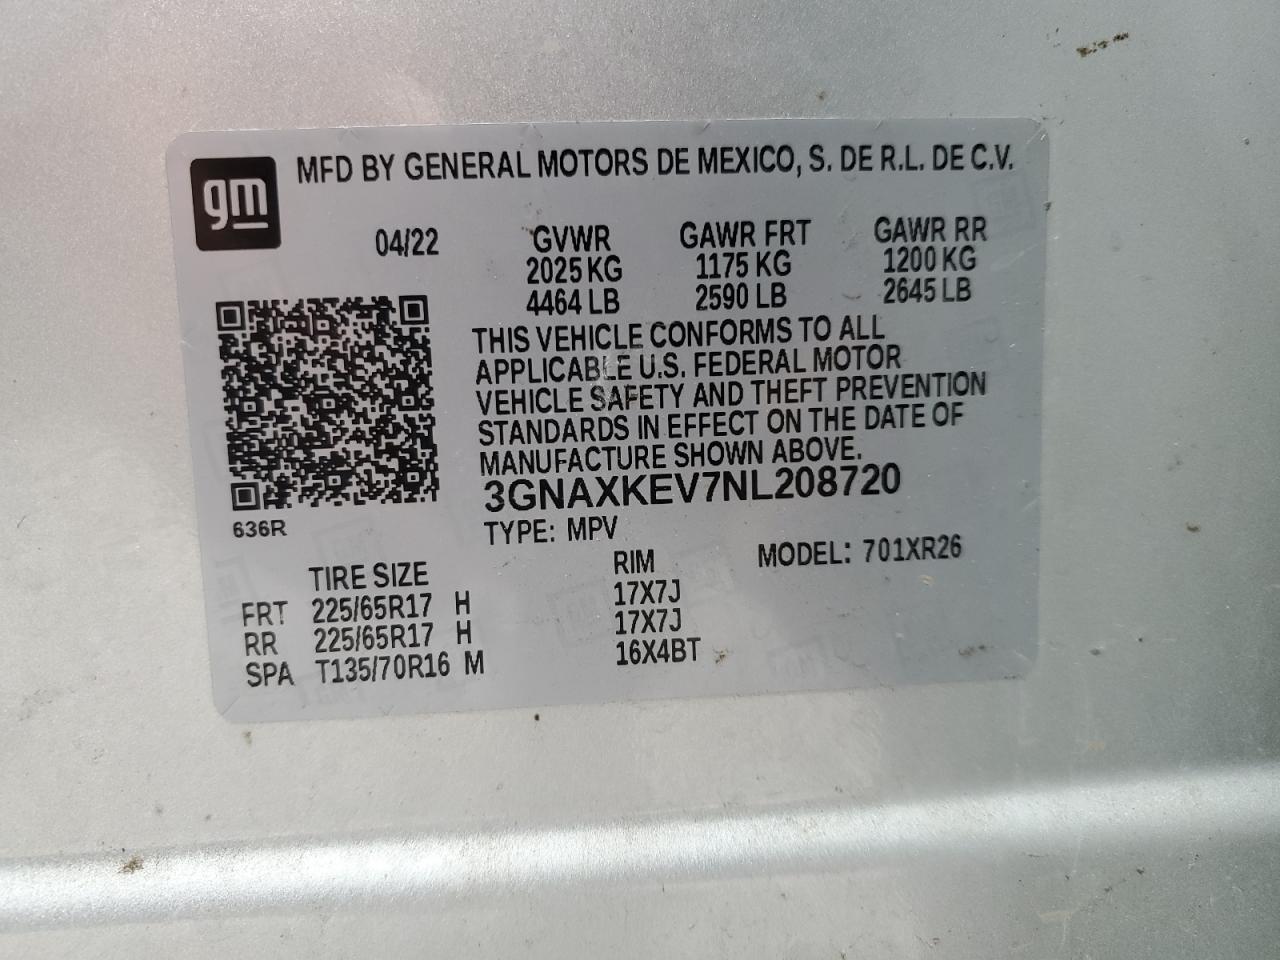 gm
MFD BY GENERAL MOTORS DE MEXICO, S. DE R.L. DE C.V.
04/22 GVWR GAWR FRT GAWR RR
2025 KG 1175 KG 1200 KG
4464 LB 2590 LB 2645 LB
THIS VEHICLE CONFORMS TO ALL
APPLICABLE U.S. FEDERAL MOTOR
VEHICLE SAFETY AND THEFT PREVENTION
STANDARDS IN EFFECT ON THE DATE OF
MANUFACTURE SHOWN ABOVE.
3GNAXKEV7NL208720
636R
TYPE: MPV
MODEL: 701XR26
TIRE SIZE RIM
FRT 225/65R17 H 17X7J
RR 225/65R17 H 17X7J
SPA T135/70R16 M 16X4BT